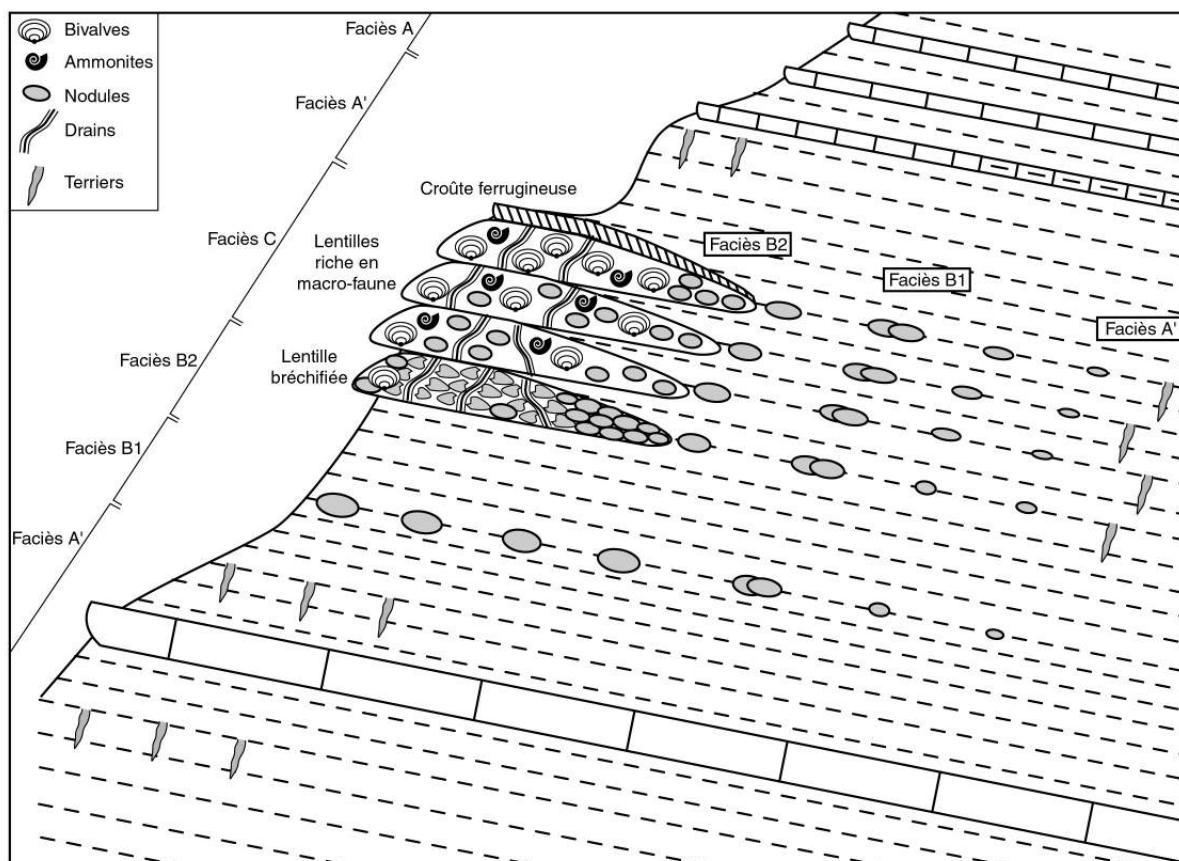 Bivalves
Ammonites
Nodules
Drains
Terriers
Faciès A
Faciès A'
Faciès C
Faciès B2
Faciès B1
Faciès A'
Croûte ferrugineuse
Lentilles
riche en
macro-faune
Lentille
bréchifiée
Faciès B2
Faciès B1
Faciès A'